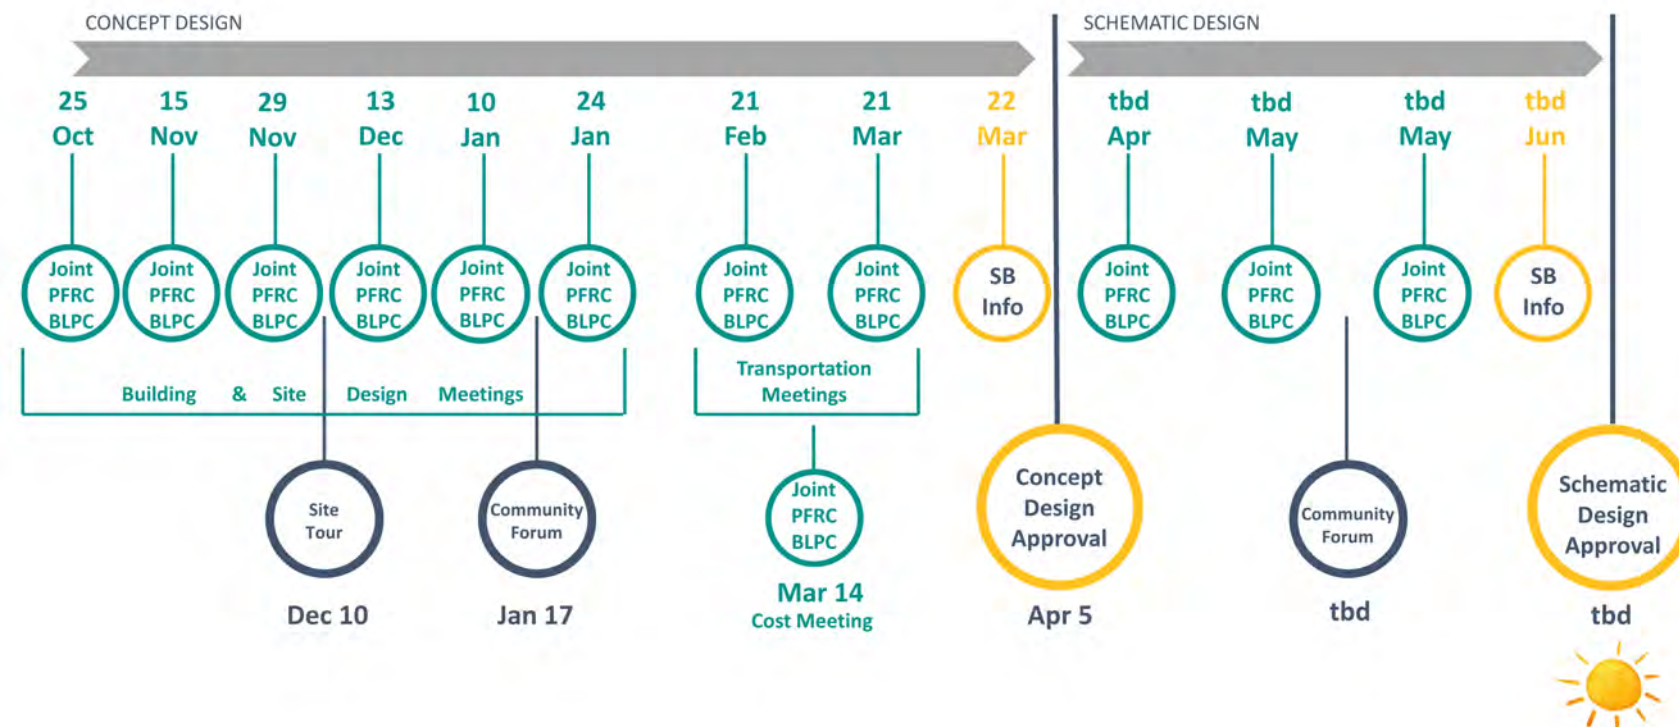 CONCEPT DESIGN
SCHEMATIC DESIGN
25
Oct
15
Nov
29
Nov
13
Dec
10
Jan
24
Jan
21
Feb
21
Mar
22
Mar
tbd
Apr
tbd
May
tbd
May
tbd
Jun
Joint
PFRC
BLPC
Joint
PFRC
BLPC
Joint
PFRC
BLPC
Joint
PFRC
BLPC
Joint
PFRC
BLPC
Joint
PFRC
BLPC
Joint
PFRC
BLPC
Joint
PFRC
BLPC
SB
Info
Joint
PFRC
BLPC
Joint
PFRC
BLPC
Joint
PFRC
BLPC
SB
Info
Building & Site Design Meetings
Transportation
Meetings
Site
Tour
Dec 10
Community
Forum
Jan 17
Joint
PFRC
BLPC
Mar 14
Cost Meeting
Concept
Design
Approval
Apr 5
Community
Forum
tbd
Schematic
Design
Approval
tbd